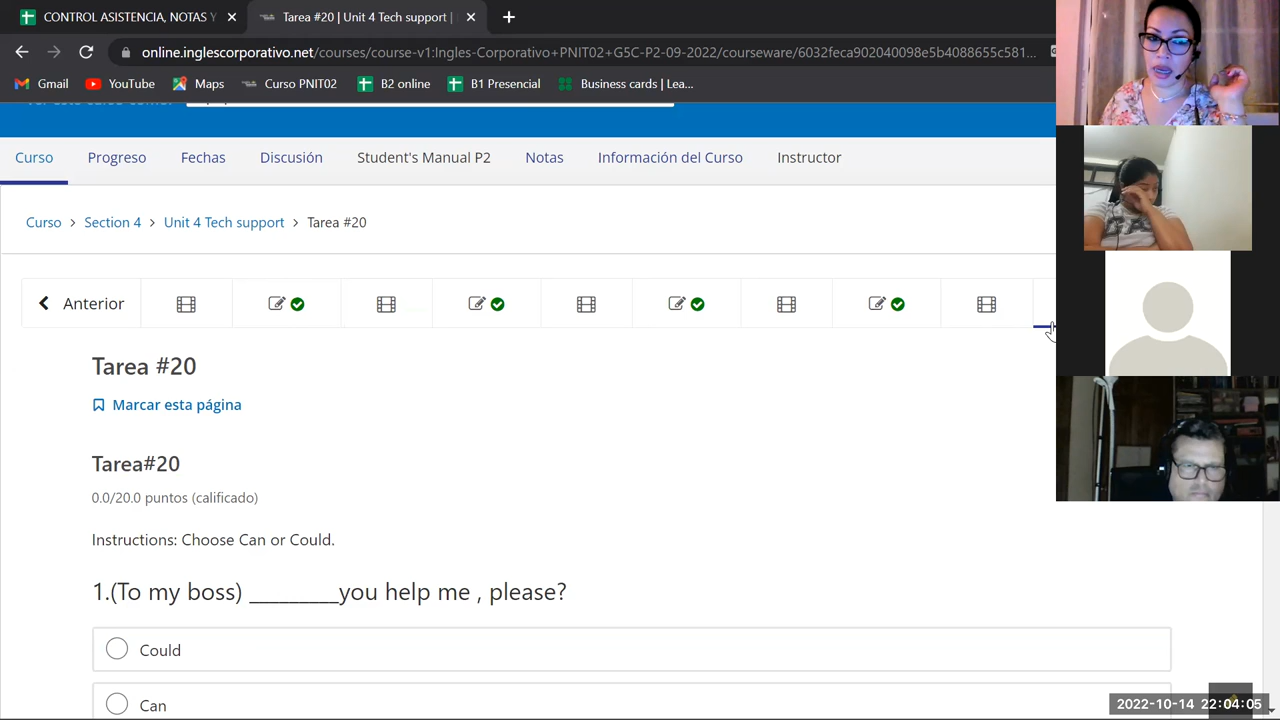 CONTROL ASISTENCIA, NOTAS Y
Tarea #20 | Unit 4 Tech support |
online.inglescorporativo.net/courses/course-v1:Inglescorporativo+PNIT02+G5C-P2-09-2022/courseware/6032feca90204009be5b4088655c581...
Gmail
YouTube
Maps
Curso PNIT02
B2 online
B1 Presencial
Business cards | Lea...
Curso
Progreso
Fechas
Discusión
Student's Manual P2
Notas
Información del Curso
Instructor
Curso > Section 4 > Unit 4 Tech support > Tarea #20
Anterior
Tarea #20
Marcar esta página
Tarea#20
0.0/20.0 puntos (calificado)
Instructions: Choose Can or Could.
1.(To my boss) _________you help me , please?
Could
Can
2022-10-14 22:04:05